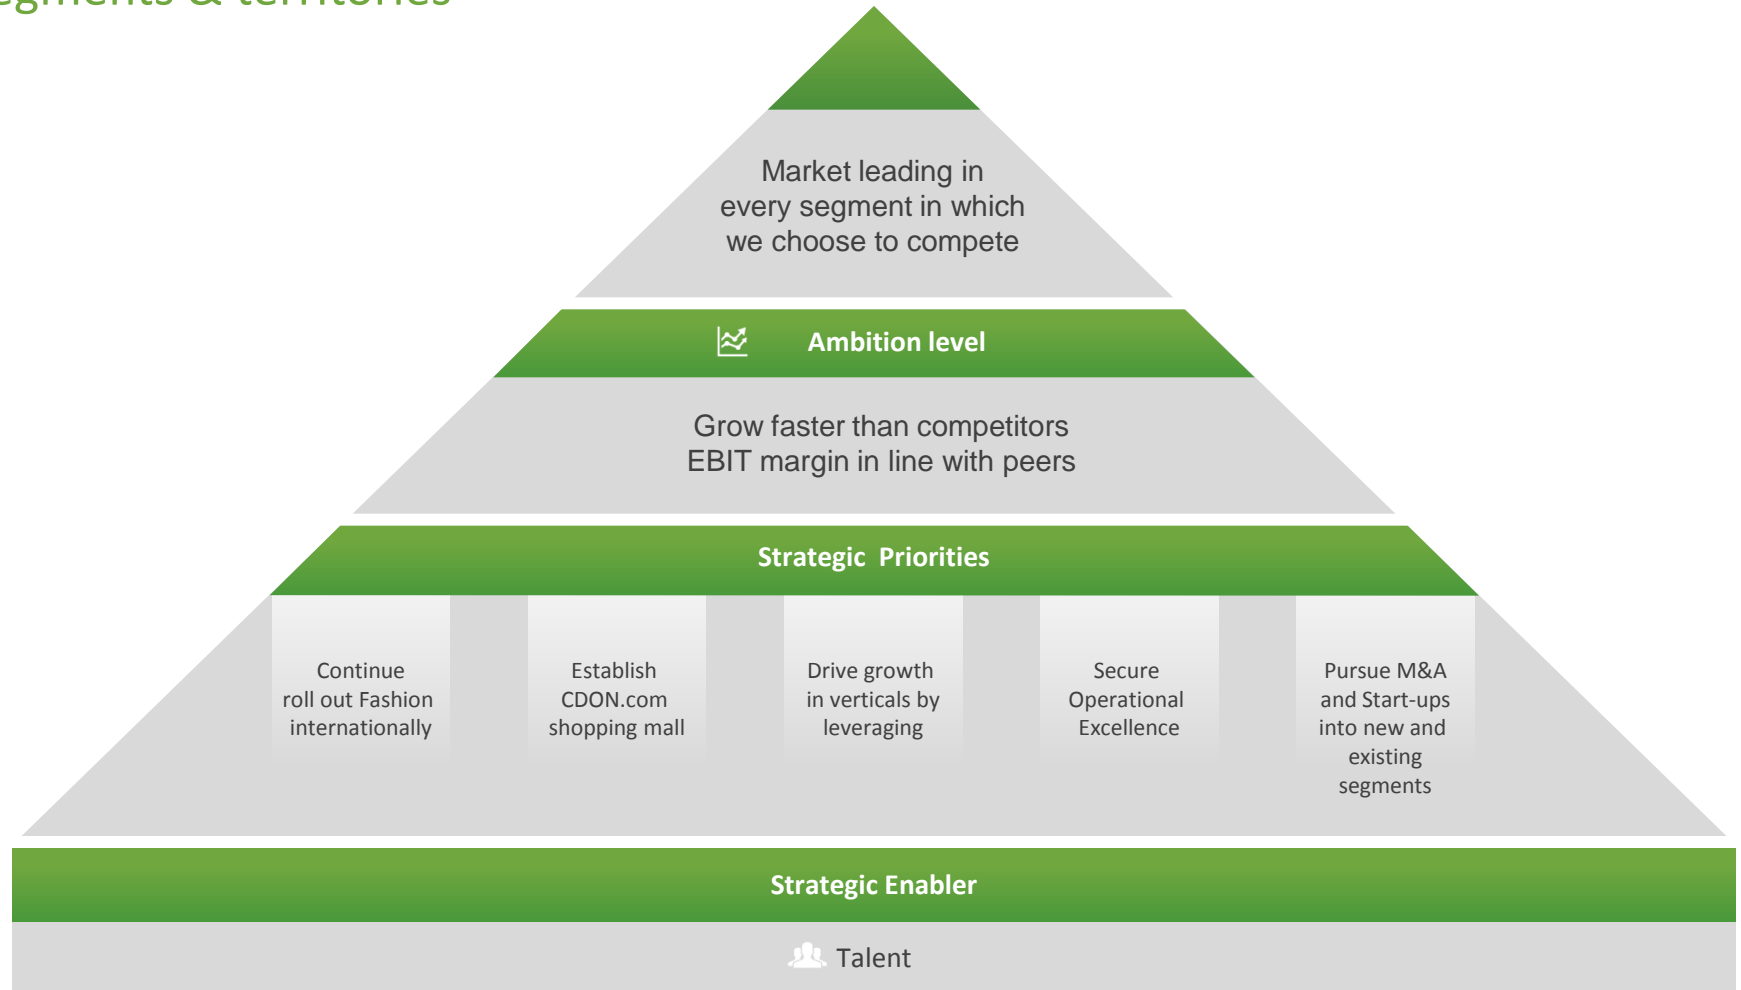 & territories
Market leading in
every segment in which
we choose to compete
Ambition level
Grow faster than competitors
EBIT margin in line with peers
Strategic Priorities
Continue
roll out Fashion
internationally
Establish
CDON.com
shopping mall
Drive growth
in verticals by
leveraging
Secure
Operational
Excellence
Pursue M&A
and Start-ups
into new and
existing
segments
Strategic Enabler
Talent